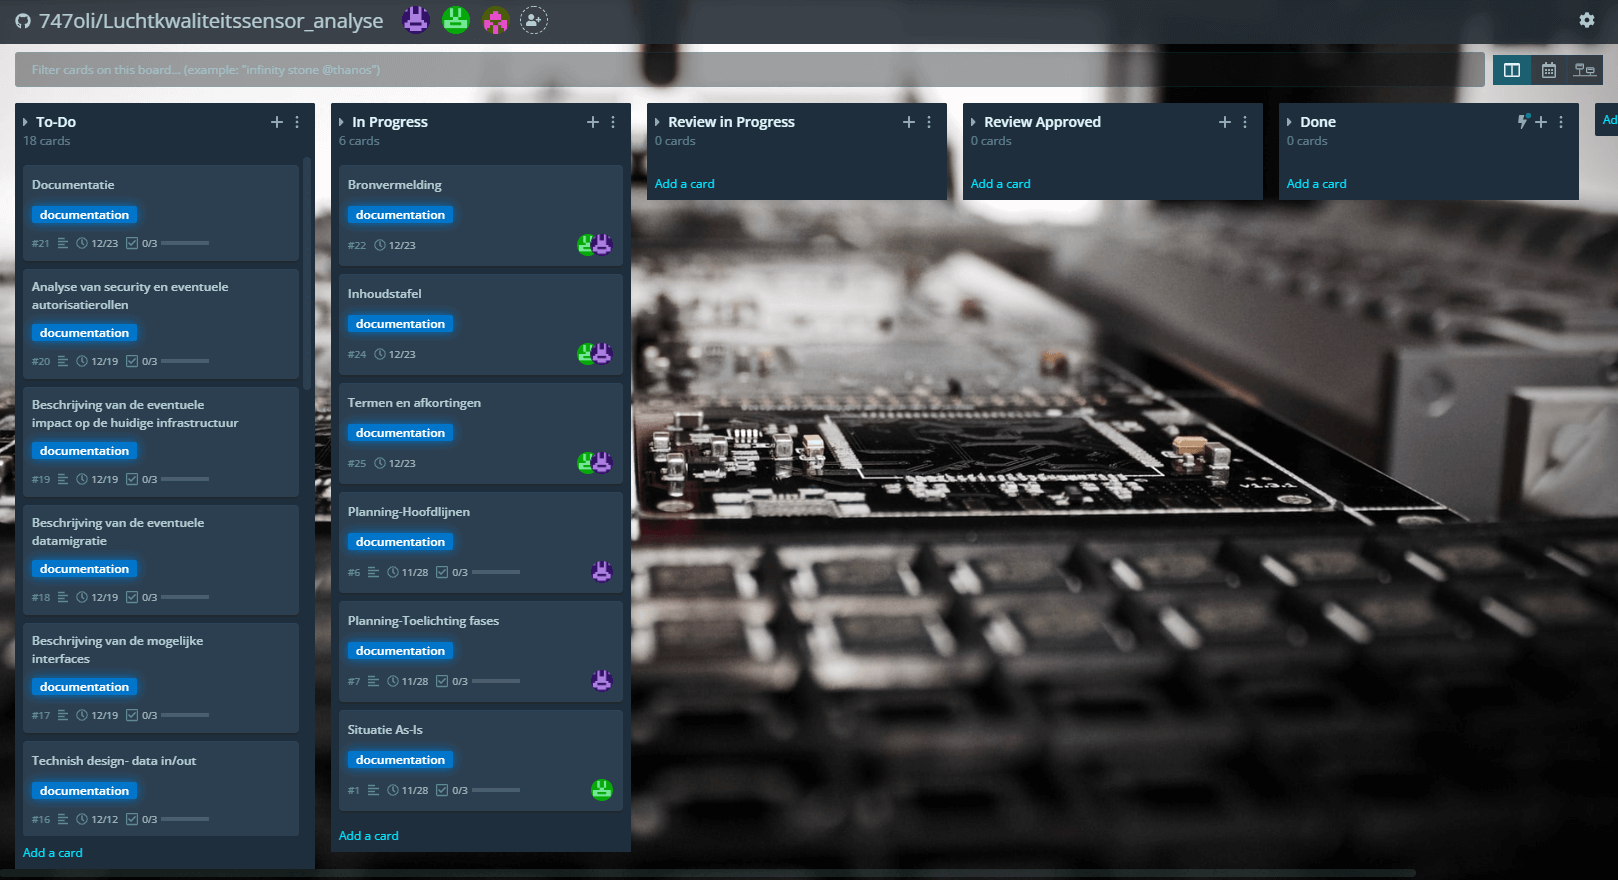 747oli/Luchtkwaliteitssensor_analyse
Filter cards on this board... (example: "infinity stone @thanos")
To-Do
18 cards
Documentatie
documentation
#21 12/23 0/3
Analyse van security en eventuele
autorisatierollen
documentation
#20 12/19 0/3
Beschrijving van de eventuele
impact op de huidige infrastructuur
documentation
#19 12/19 0/3
Beschrijving van de eventuele
datamigratie
documentation
#18 12/19 0/3
Beschrijving van de mogelijke
interfaces
documentation
#17 12/19 0/3
Technish design- data in/out
documentation
#16 12/12 0/3
Add a card
In Progress
6 cards
Bronvermelding
documentation
#22 12/23
Inhoudstafel
documentation
#24 12/23
Termen en afkortingen
documentation
#25 12/23
Planning-Hoofdlijnen
documentation
#6 11/28 0/3
Planning-Toelichting fases
documentation
#7 11/28 0/3
Situatie As-Is
documentation
#1 11/28 0/3
Add a card
Review in Progress
0 cards
Add a card
Review Approved
0 cards
Add a card
Done
0 cards
Add a card
Ad